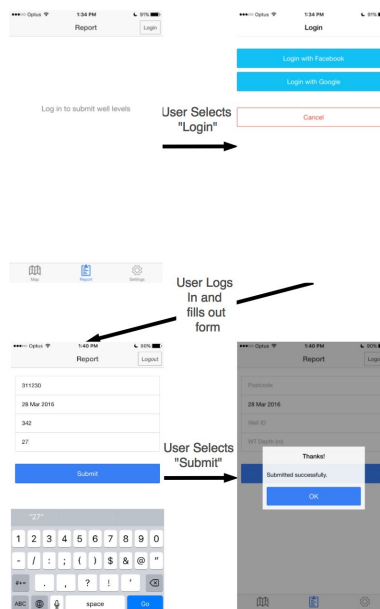 Optus 1:34 PM 91%
Report Login
Log in to submit well levels
Map Report Settings
User Selects
"Login"
Optus 1:34 PM 91%
Login
Login with Facebook
Login with Google
Cancel
User Logs
In and
fills out
form
Optus 1:40 PM 90%
Report Logout
311230
28 Mar 2016
342
27
Submit
"27"
1 2 3 4 5 6 7 8 9 0
- / : ; ( ) $ & @ "
#+= . , ? ! '
ABC space Go
User Selects
"Submit"
Optus 1:40 PM 90%
Report Logou
Postcode
28 Mar 2016
Well ID
WT Depth (m)
Thanks!
Submitted successfully.
OK